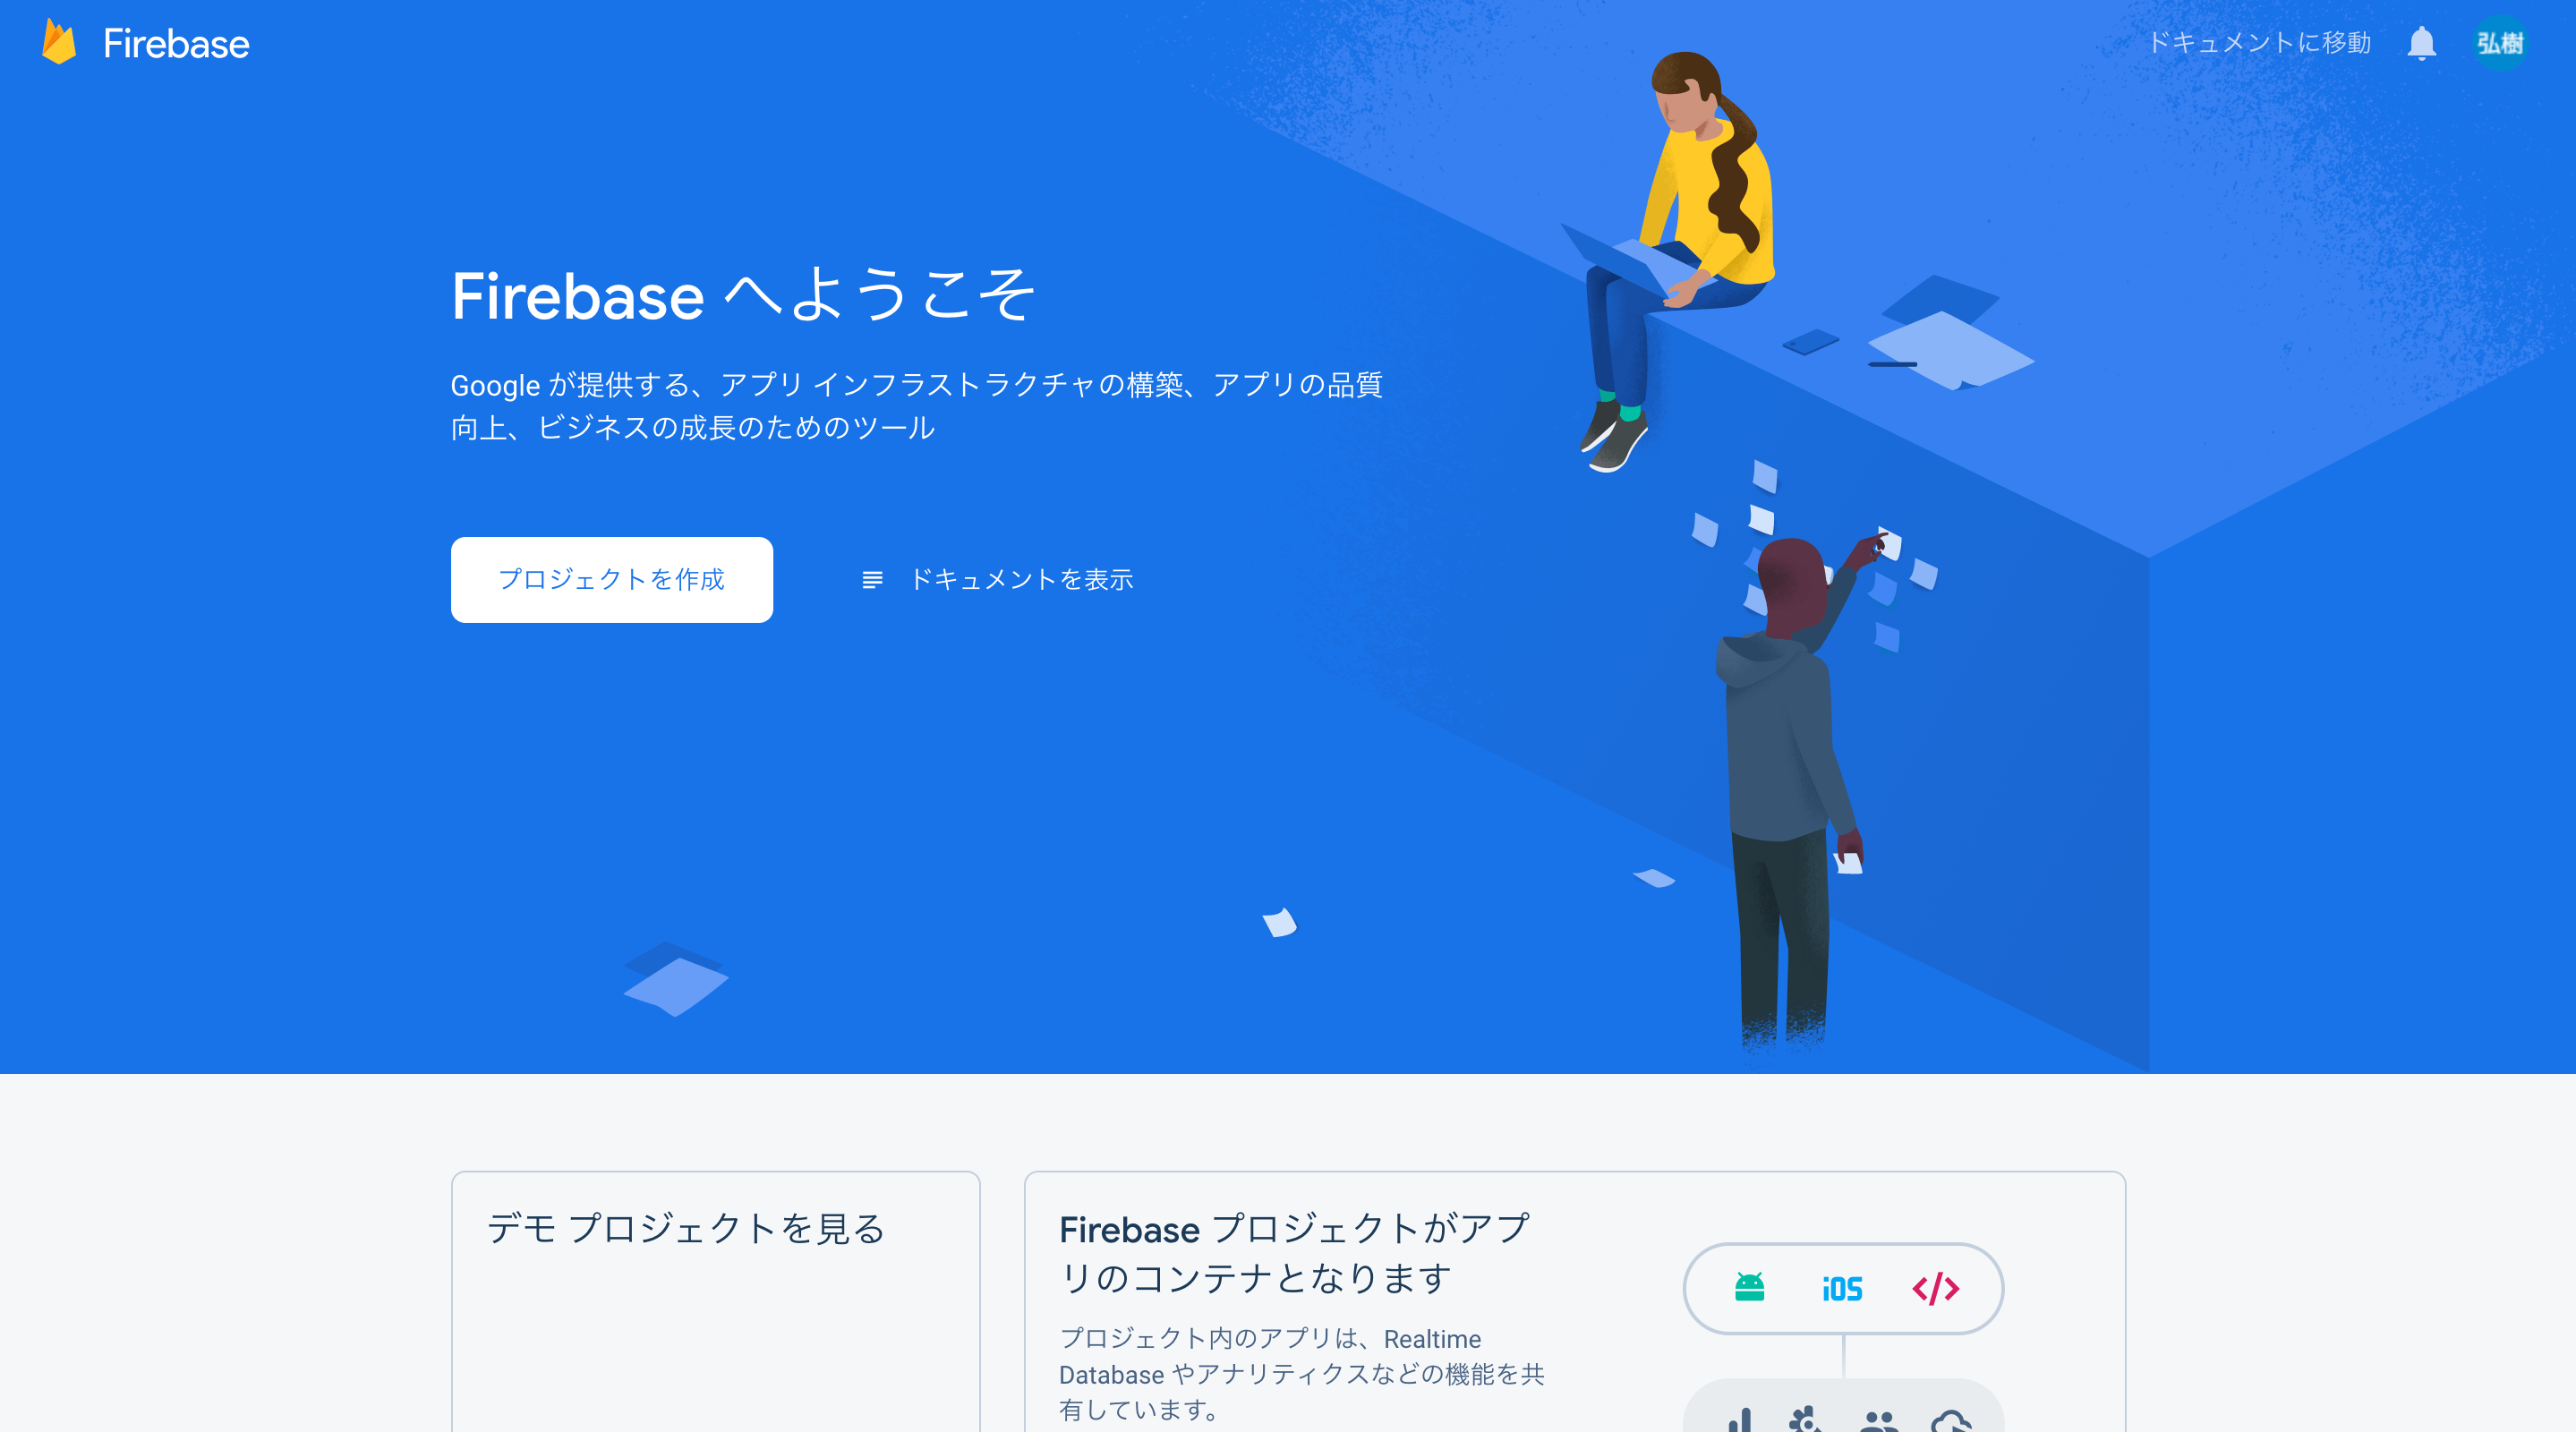 Firebase
ドキュメントに移動
弘樹
Firebase へようこそ
Google が提供する、アプリ インフラストラクチャの構築、アプリの品質
向上、ビジネスの成長のためのツール
プロジェクトを作成
ドキュメントを表示
デモ プロジェクトを見る
Firebase プロジェクトがアプ
リのコンテナとなります
プロジェクト内のアプリは、Realtime
Database やアナリティクスなどの機能を共
有しています。
iOS